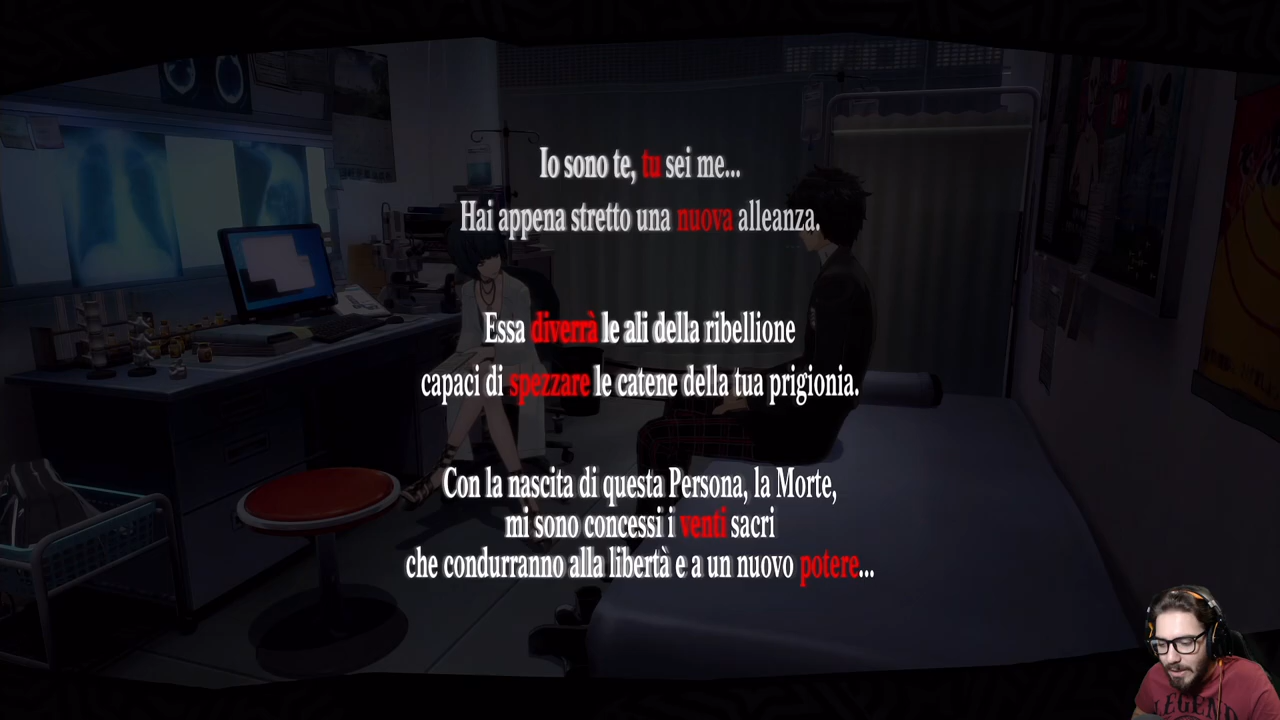 Io sono te, tu sei me...
Hai appena stretto una nuova alleanza.
Essa diverrà le ali della ribellione
capaci di spezzare le catene della tua prigionia.
Con la nascita di questa Persona, la Morte,
mi sono concessi i venti sacri
che condurranno alla libertà e a un nuovo potere...
LEGEND